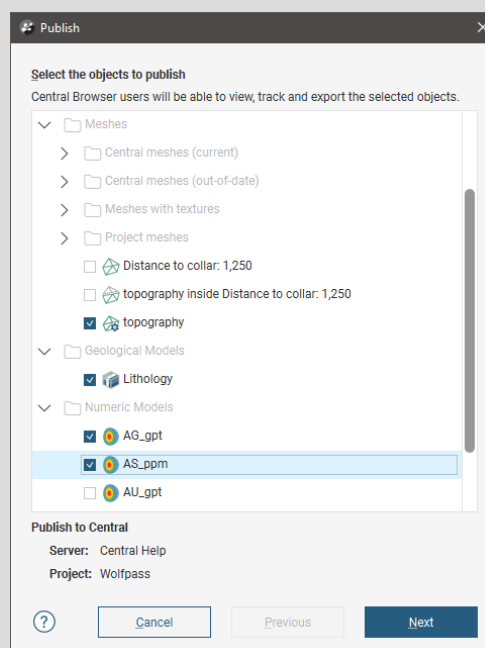 Publish
Select the objects to publish
Central Browser users will be able to view, track and export the selected objects.
Meshes
Central meshes (current)
Central meshes (out-of-date)
Meshes with textures
Project meshes
Distance to collar: 1,250
topography inside Distance to collar: 1,250
topography
Geological Models
Lithology
Numeric Models
AG_gpt
AS_ppm
AU_gpt
Publish to Central
Server: Central Help
Project: Wolfpass
? Cancel Previous Next